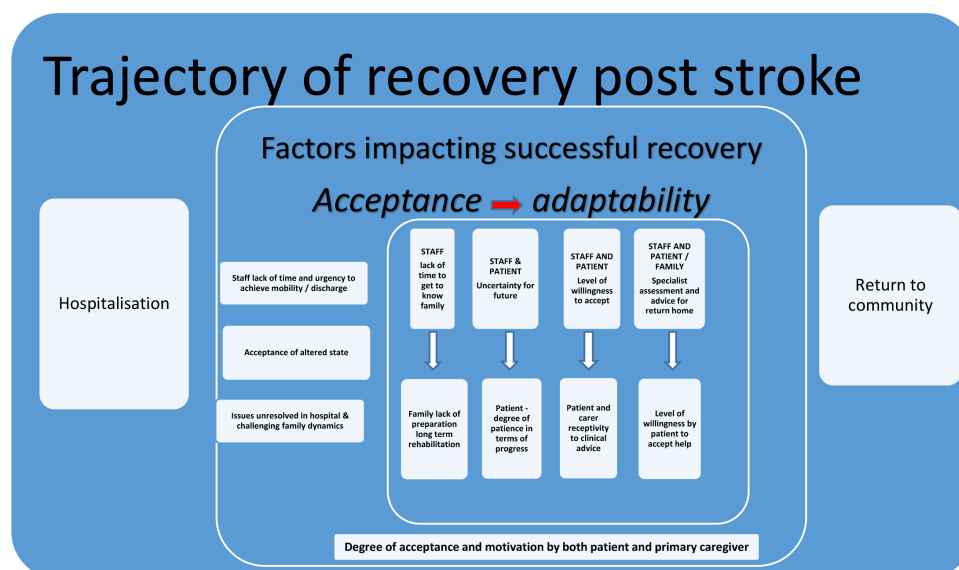 Trajectory of recovery post stroke
Factors impacting successful recovery
Acceptance adaptability
Hospitalisation
Staff lack of time and urgency to
achieve mobility / discharge
Acceptance of altered state
Issues unresolved in hospital &
challenging family dynamics
STAFF
lack of
time to
get to
know
family
STAFF &
PATIENT
Uncertainty for
future
STAFF AND
PATIENT
Level of
willingness
to accept
STAFF AND
PATIENT /
FAMILY
Specialist
assessment and
advice for
return home
Family lack of
preparation
long term
rehabilitation
Patient -
degree of
patience in
terms of
progress
Patient and
carer
receptivity
to clinical
advice
Level of
willingness by
patient to
accept help
Return to
community
Degree of acceptance and motivation by both patient and primary caregiver